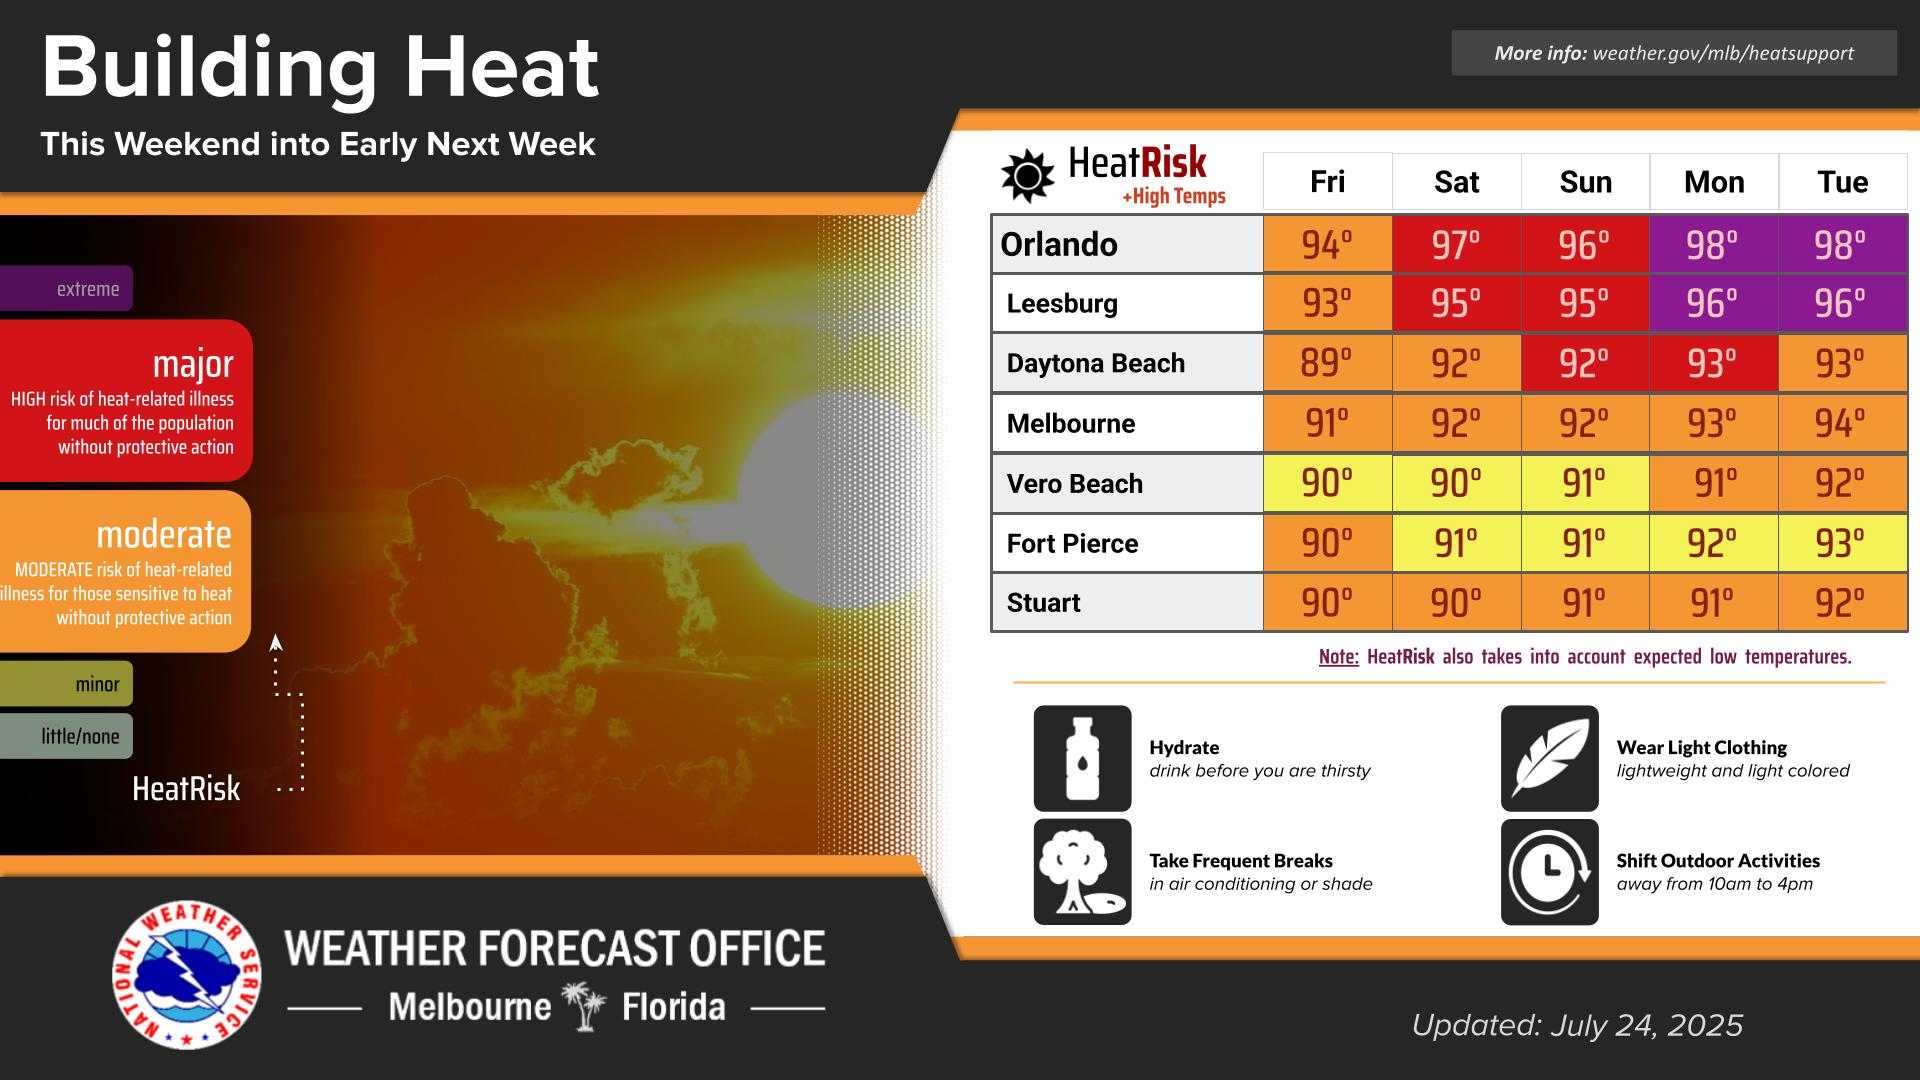 Building Heat
This Weekend into Early Next Week
More info: weather.gov/mlb/heatsupport
extreme
major
HIGH risk of heat-related illness
for much of the population
without protective action
moderate
MODERATE risk of heat-related
illness for those sensitive to heat
without protective action
minor
little/none
HeatRisk
HeatRisk Fri Sat Sun Mon Tue
+High Temps
Orlando 94° 97° 96° 98° 98°
Leesburg 93° 95° 95° 96° 96°
Daytona Beach 89° 92° 92° 93° 93°
Melbourne 91° 92° 92° 93° 94°
Vero Beach 90° 90° 91° 91° 92°
Fort Pierce 90° 91° 91° 92° 93°
Stuart 90° 90° 91° 91° 92°
Note: HeatRisk also takes into account expected low temperatures.
Hydrate
drink before you are thirsty
Wear Light Clothing
lightweight and light colored
Take Frequent Breaks
in air conditioning or shade
Shift Outdoor Activities
away from 10am to 4pm
NATIONAL WEATHER SERVICE
WEATHER FORECAST OFFICE
Melbourne Florida
Updated: July 24, 2025